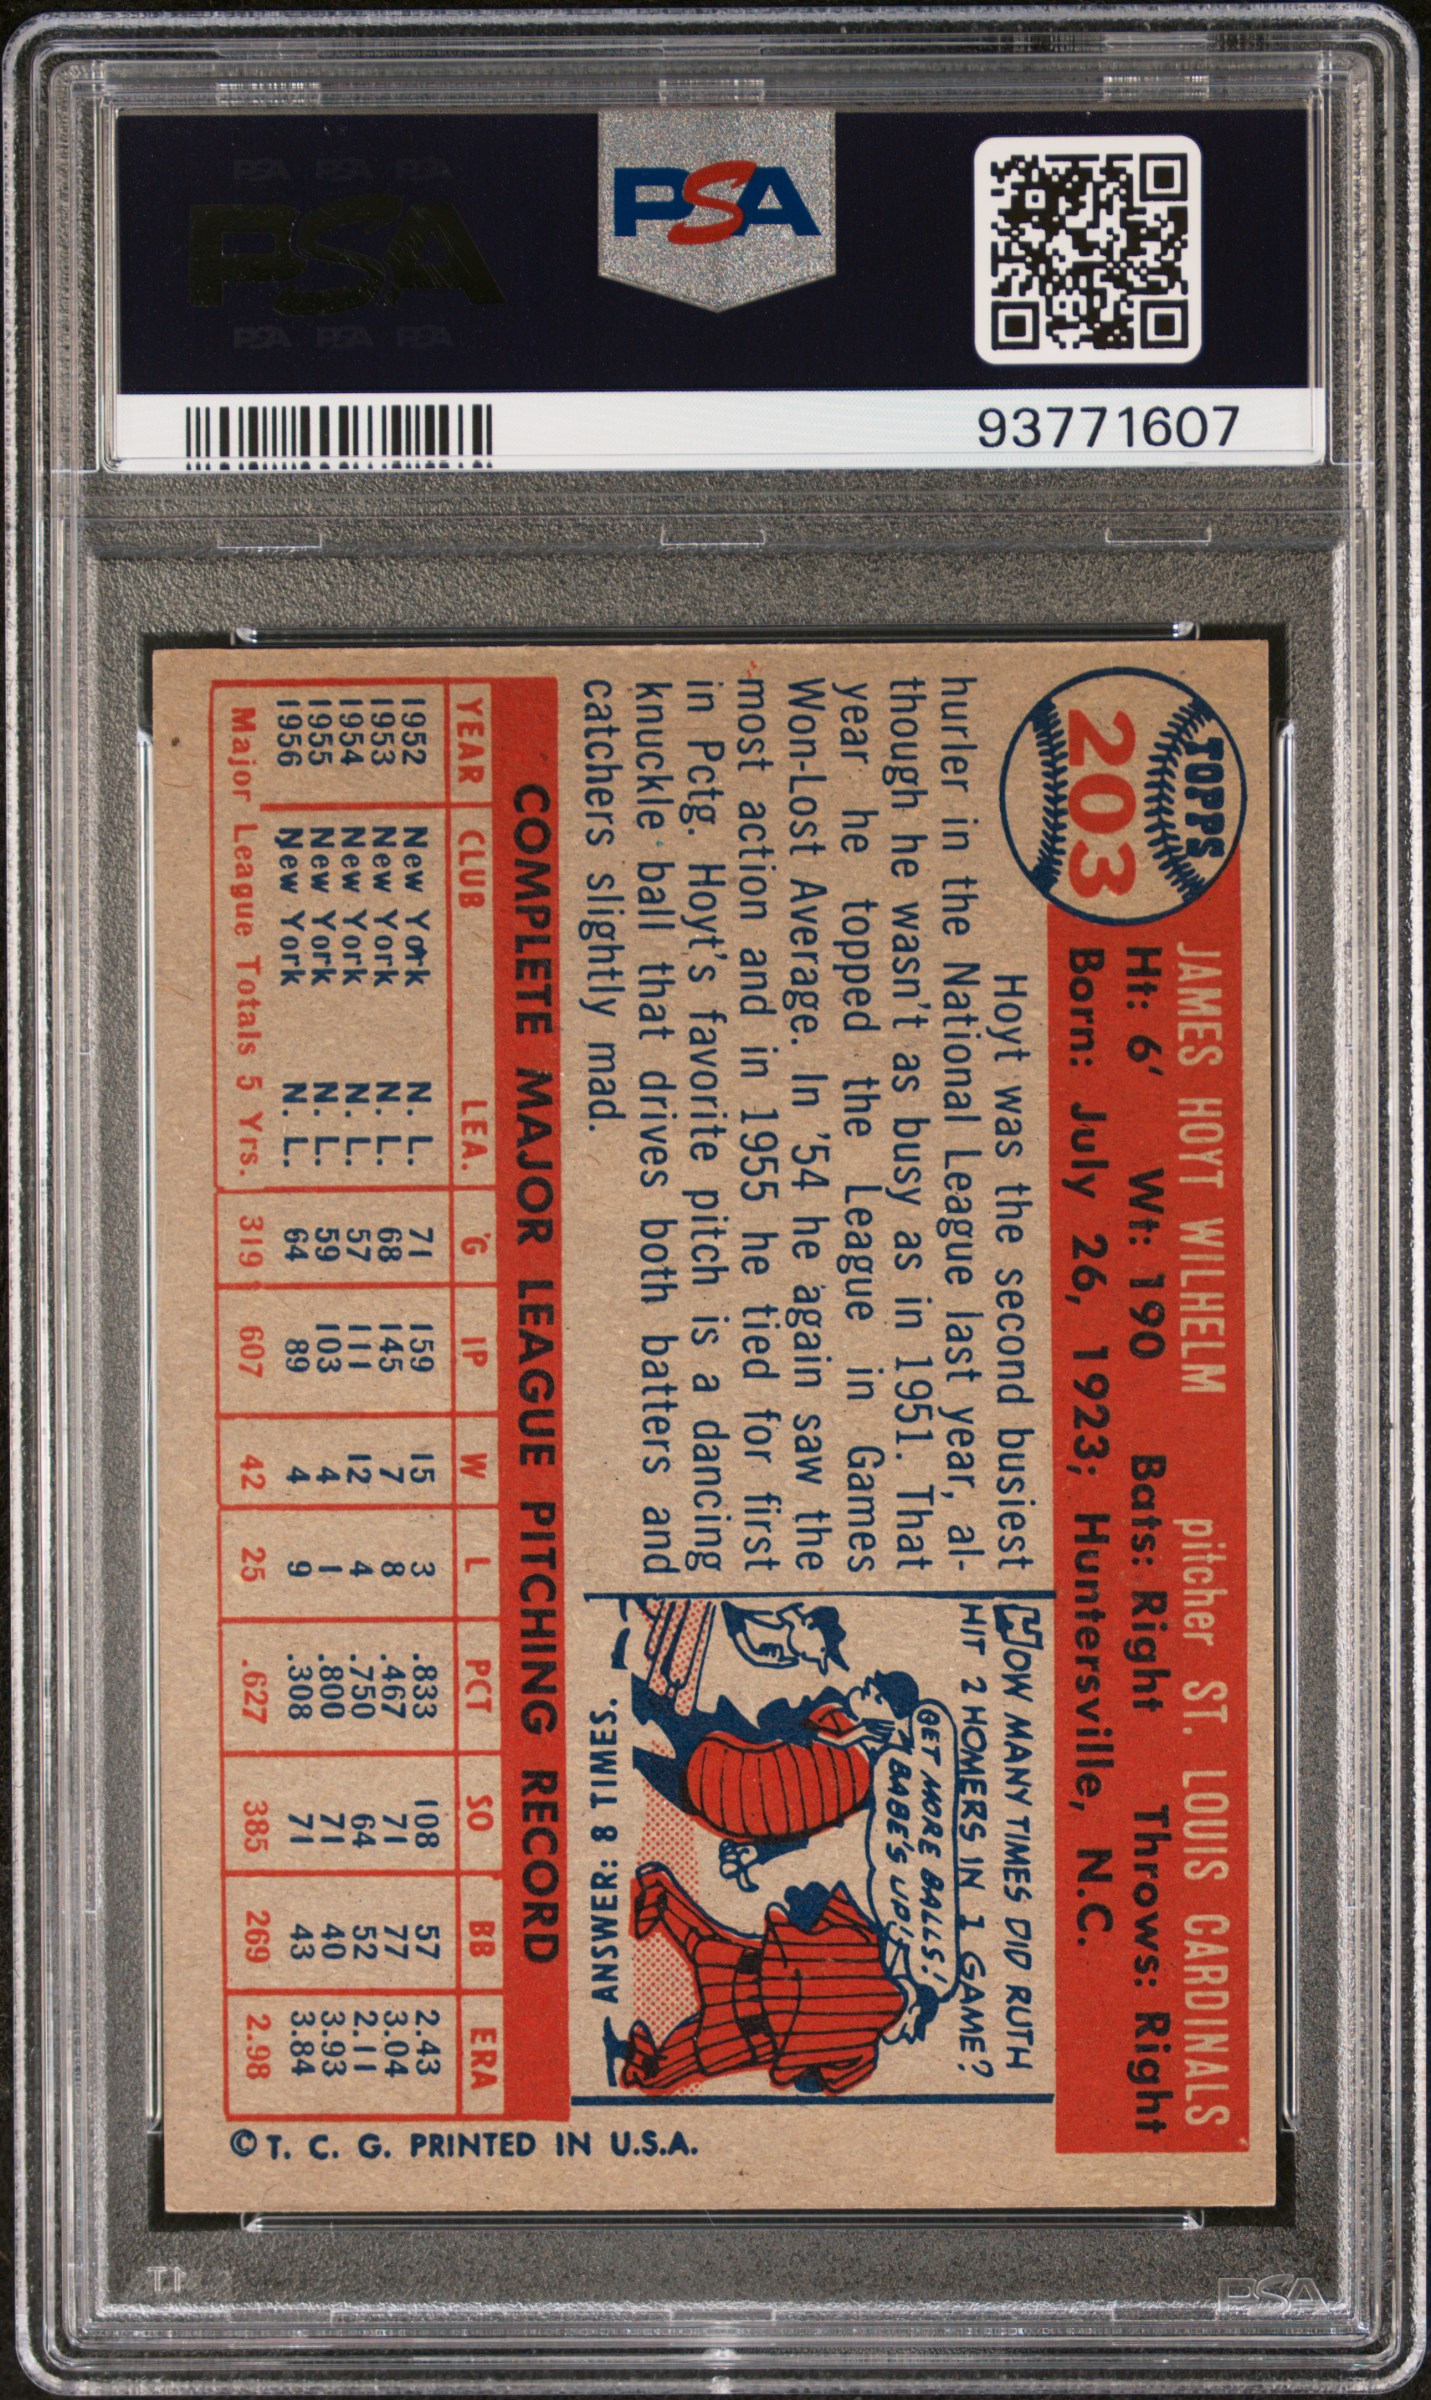 PSA PSA PSA
PSA
PSA PSA PSA
PSA
93771607
TOPPS
203
JAMES HOYT WILHELM pitcher ST. LOUIS CARDINALS
Ht: 6' Wt: 190 Bats: Right Throws: Right
Born: July 26, 1923; Huntersville, N.C.
Hoyt was the second busiest
hurler in the National League last year, al-
though he wasn't as busy as in 1951. That
year he topped the League in Games
Won-Lost Average. In '54 he again saw the
most action and in 1955 he tied for first
in Pctg. Hoyt's favorite pitch is a dancing
knuckle ball that drives both batters and
catchers slightly mad.
HOW MANY TIMES DID RUTH
HIT 2 HOMERS IN 1 GAME?
GET MORE BALLS!
BABE'S UP!
ANSWER: 8 TIMES.
COMPLETE MAJOR LEAGUE PITCHING RECORD
YEAR CLUB LEA. G IP W L PCT SO BB ERA
1952 New York N. L. 71 159 15 3 .833 108 57 2.43
1953 New York N. L. 68 145 7 8 .467 71 77 3.04
1954 New York N. L. 57 111 12 4 .750 64 52 2.11
1955 New York N. L. 59 103 4 1 .800 71 40 3.93
1956 New York N. L. 64 89 4 9 .308 71 43 3.84
Major League Totals 5 Yrs. 319 607 42 25 .627 385 269 2.98
© T. C. G. PRINTED IN U.S.A.
PSA